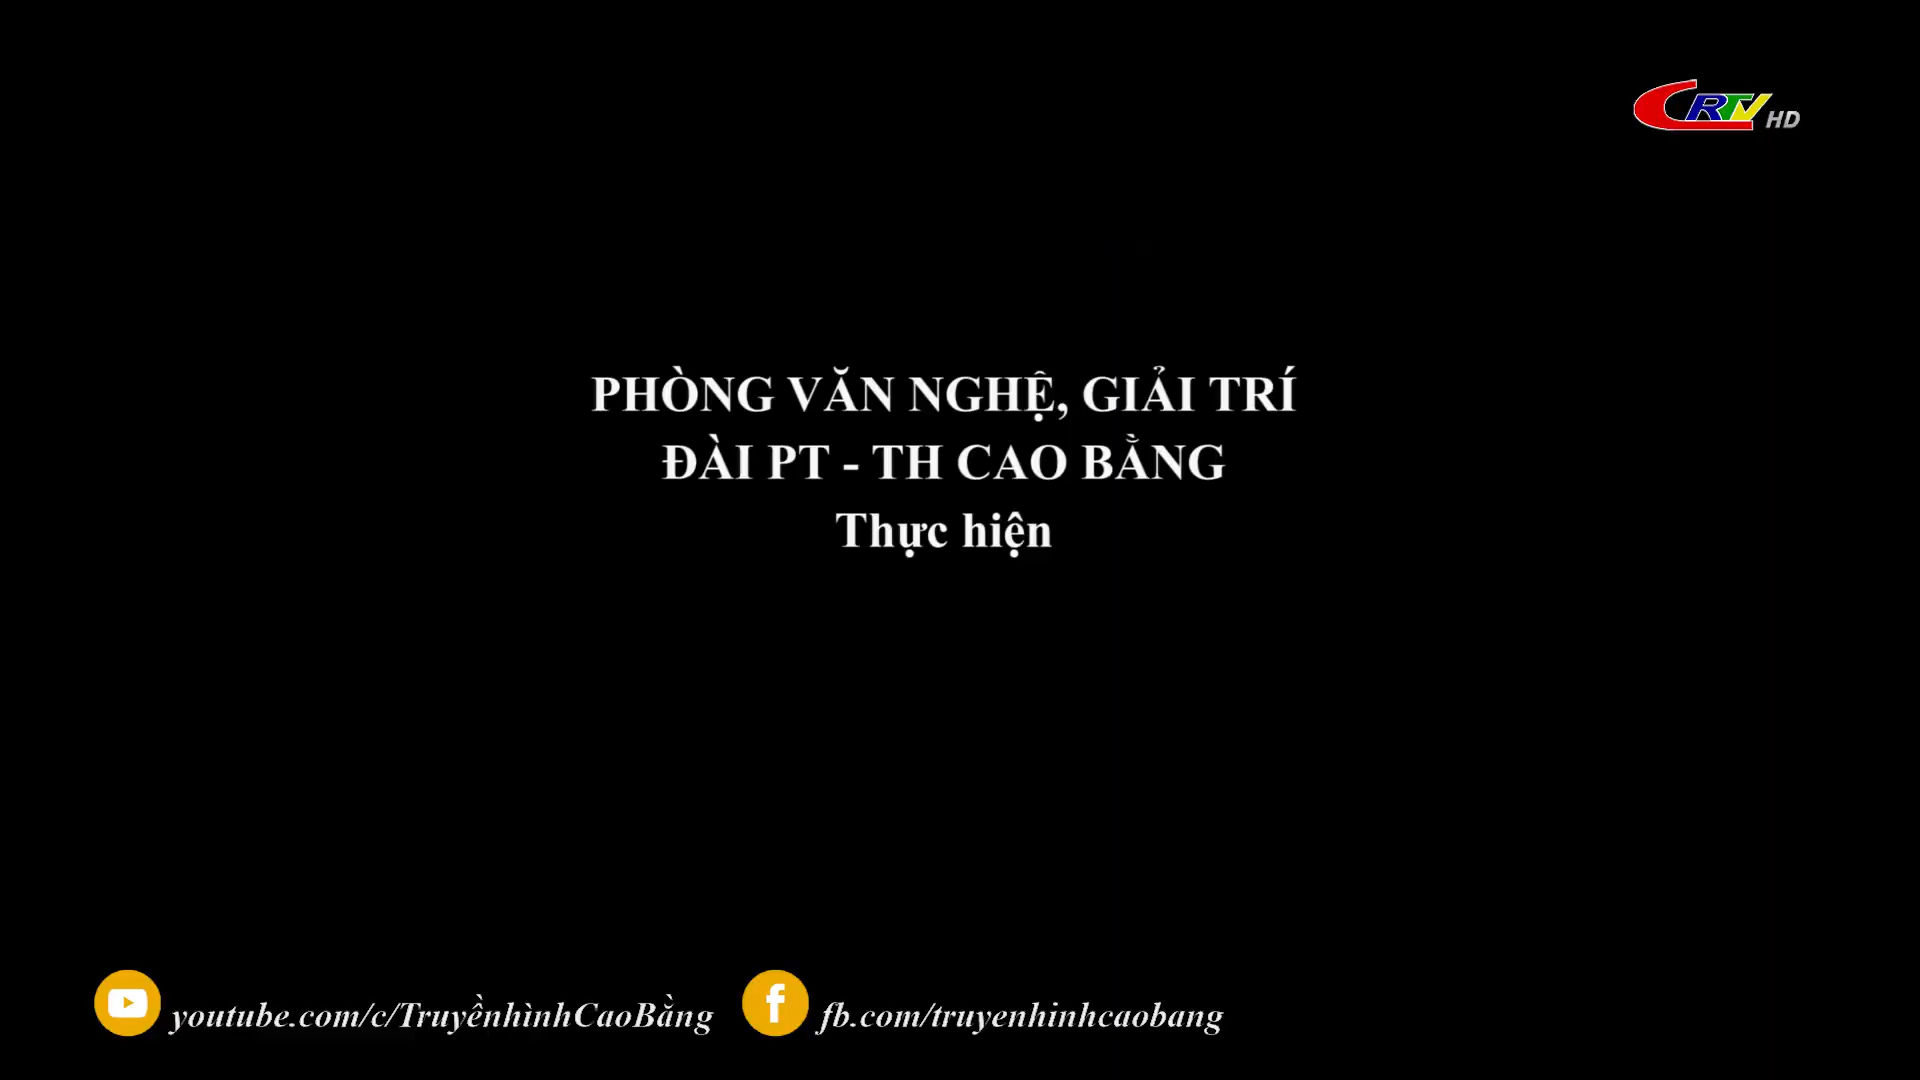 CRTV HD
PHÒNG VĂN NGHỆ, GIẢI TRÍ
ĐÀI PT - TH CAO BẰNG
Thực hiện
youtube.com/c/TruyềnhìnhCaoBằng
fb.com/truyenhinhcaobang